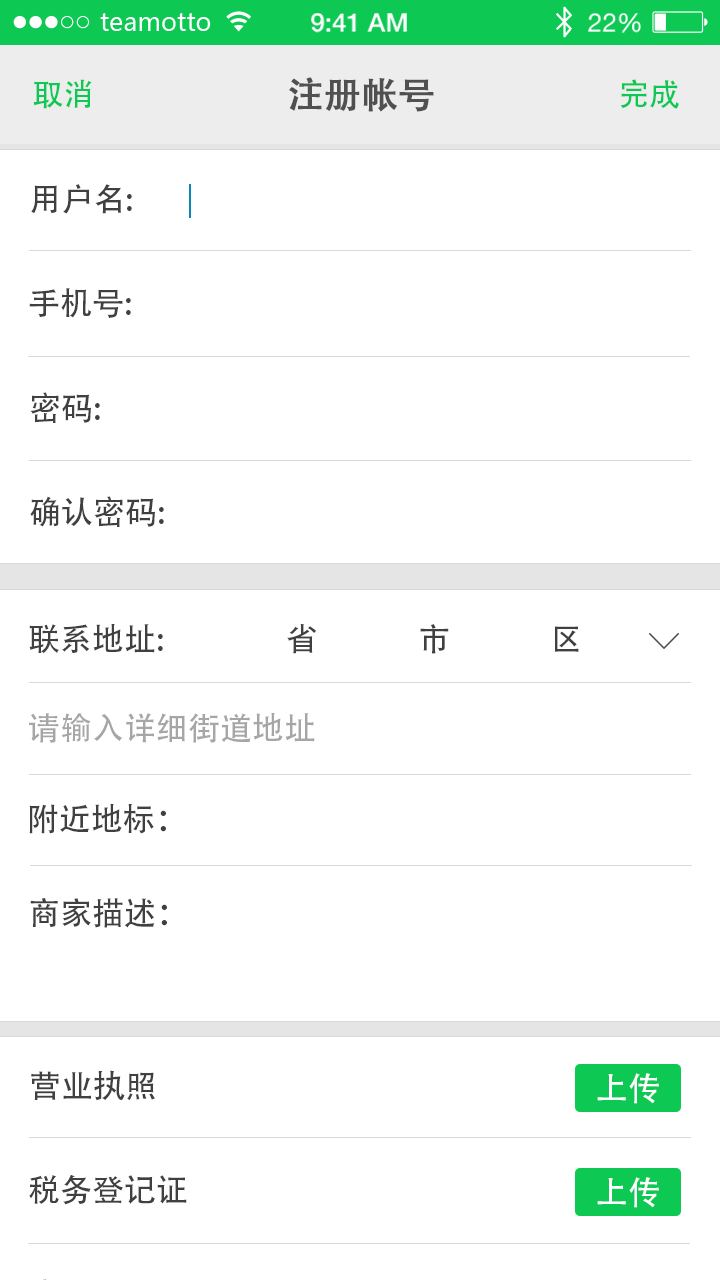 teamotto 9:41 AM 22%
取消 注册帐号 完成
用户名:
手机号:
密码:
确认密码:
联系地址: 省 市 区
请输入详细街道地址
附近地标：
商家描述：
营业执照 上传
税务登记证 上传